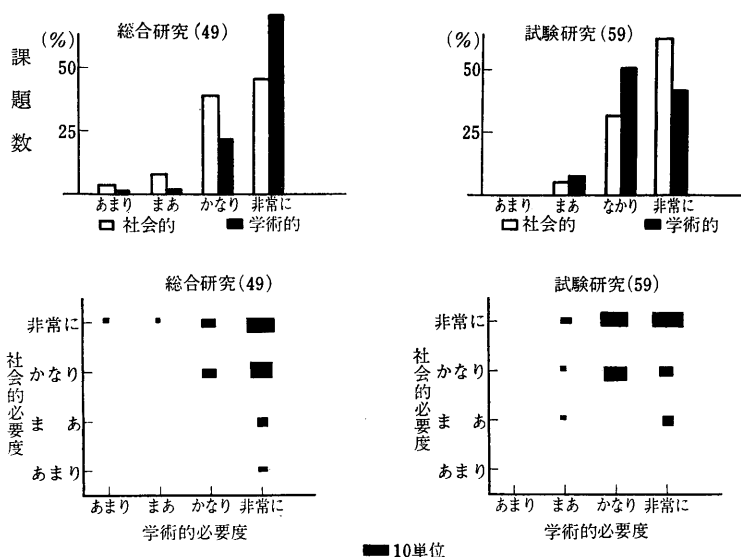 総合研究(49)
(%)
課題数
50
25
あまり まあ かなり 非常に
社会的 学術的
試験研究(59)
(%)
50
25
あまり まあ なかり 非常に
社会的 学術的
総合研究(49)
社会的必要度
非常に
かなり
まあ
あまり
あまり まあ かなり 非常に
学術的必要度
試験研究(59)
社会的必要度
非常に
かなり
まあ
あまり
あまり まあ かなり 非常に
学術的必要度
10単位